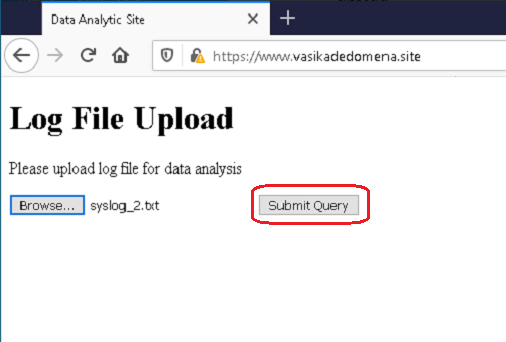 Data Analytic Site
https://www.vasikadedomena.site
Log File Upload
Please upload log file for data analysis
Browse... syslog_2.txt Submit Query